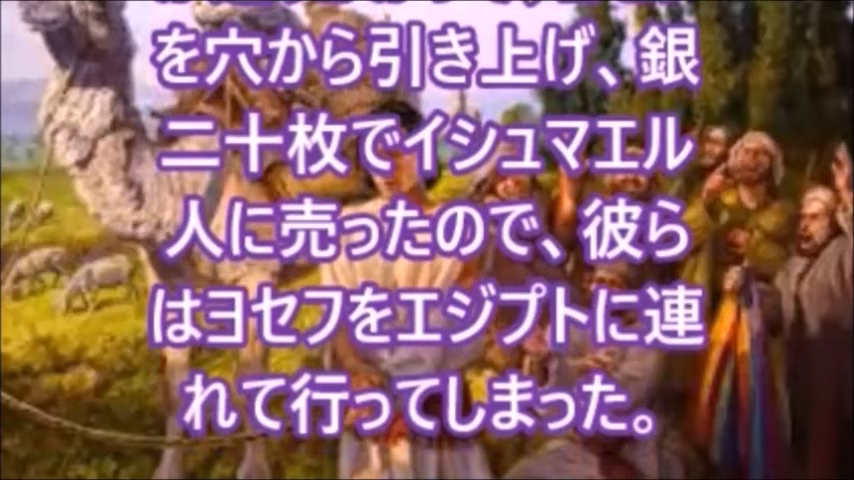 を穴から引き上げ、銀
二十枚でイシュマエル
人に売ったので、彼ら
はヨセフをエジプトに連
れて行ってしまった。